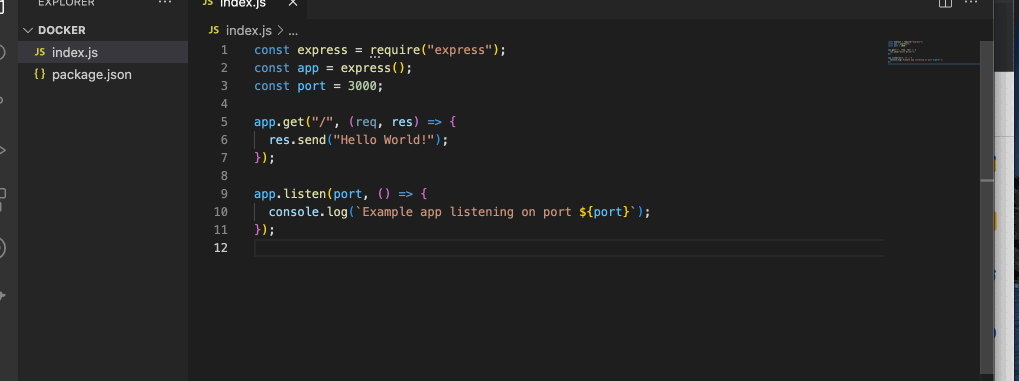 EXPLORER
DOCKER
JS index.js
{} package.json
JS index.js ×
JS index.js > ...
1 const express = require("express");
2 const app = express();
3 const port = 3000;
4
5 app.get("/", (req, res) => {
6   res.send("Hello World!");
7 });
8
9 app.listen(port, () => {
10   console.log(`Example app listening on port ${port}`);
11 });
12